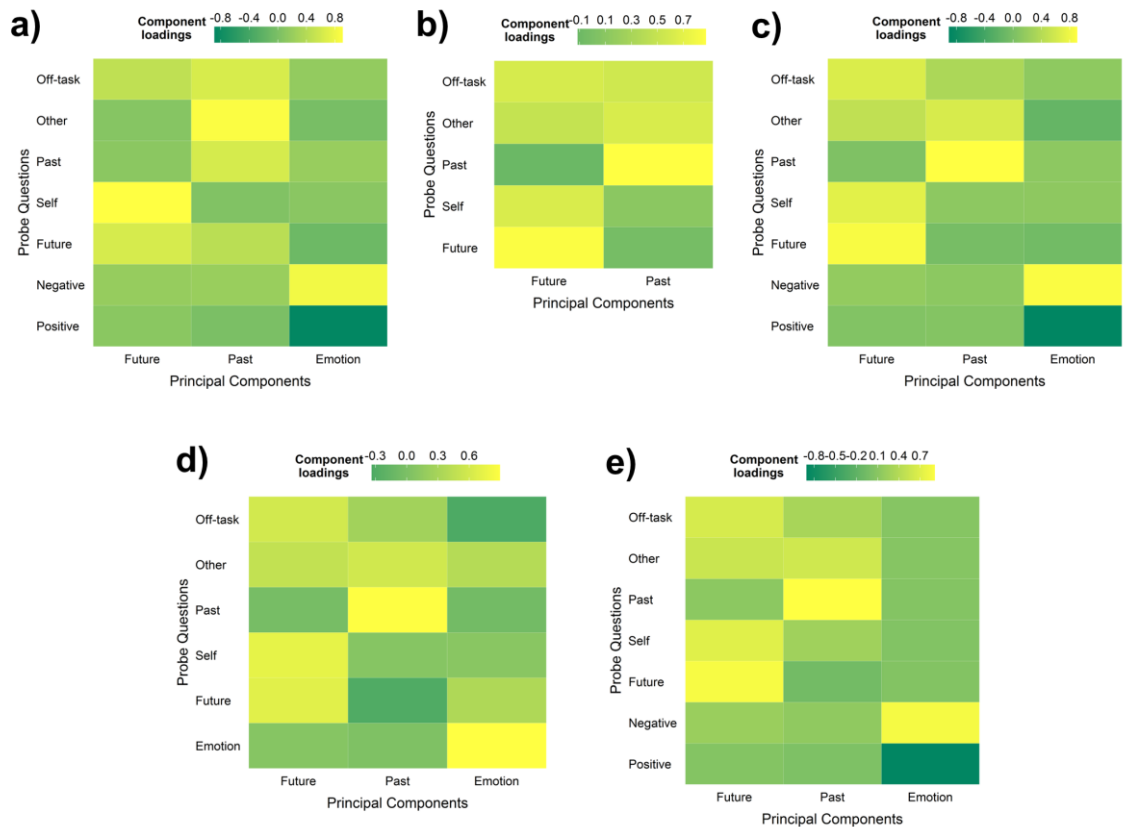 a)
Component
loadings
-0.8 -0.4 0.0 0.4 0.8
Probe Questions
Off-task
Other
Past
Self
Future
Negative
Positive
Future Past Emotion
Principal Components
b)
Component
loadings
-0.1 0.1 0.4 0.7
Probe Questions
Off-task
Other
Past
Self
Future
Future Past
Principal Components
c)
Component
loadings
-0.8 -0.4 0.0 0.4 0.8
Probe Questions
Off-task
Other
Past
Self
Future
Negative
Positive
Future Past Emotion
Principal Components
d)
Component
loadings
-0.3 0.0 0.3 0.6
Probe Questions
Off-task
Other
Past
Self
Future
Emotion
Future Past Emotion
Principal Components
e)
Component
loadings
-0.8 -0.5 -0.2 0.1 0.4 0.7
Probe Questions
Off-task
Other
Past
Self
Future
Negative
Positive
Future Past Emotion
Principal Components